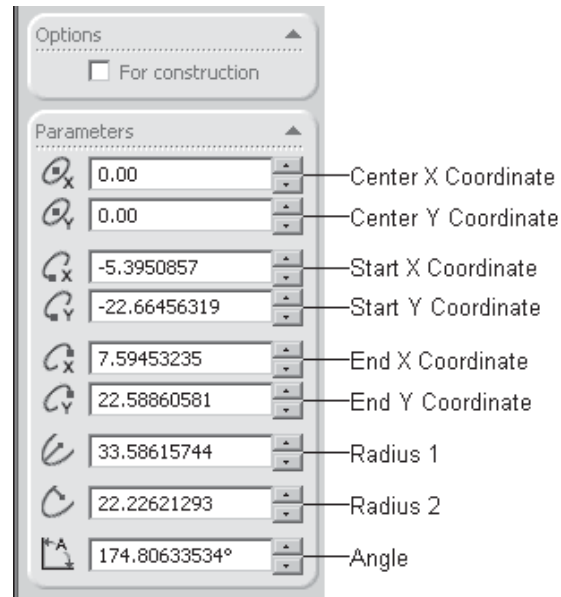 Options
For construction
Parameters
X 0.00 Center X Coordinate
Y 0.00 Center Y Coordinate
X -5.3950857 Start X Coordinate
Y -22.66456319 Start Y Coordinate
X 7.59453235 End X Coordinate
Y 22.58860581 End Y Coordinate
33.58615744 Radius 1
22.22621293 Radius 2
A 174.80633534° Angle